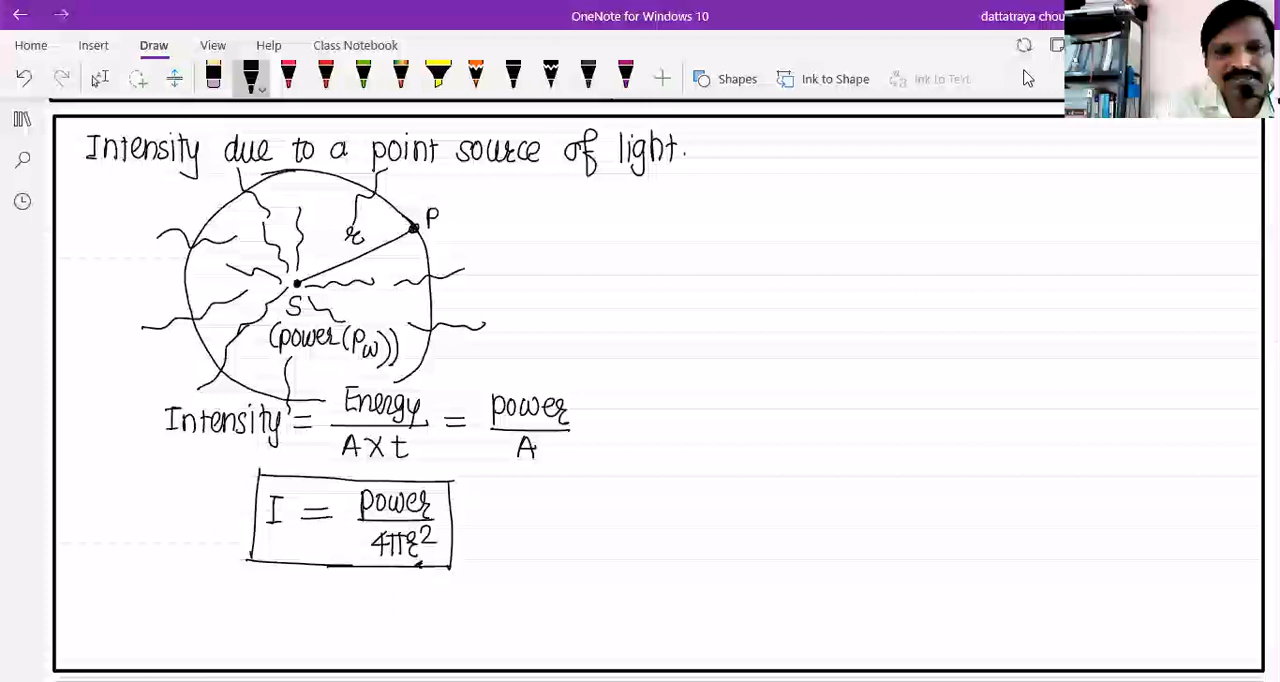 OneNote for Windows 10
dattatraya chou
Home Insert Draw View Help Class Notebook
Shapes Ink to Shape Ink to Text
Intensity due to a point source of light.
P
r
S
(power(Pw))
Intensity = Energy / A×t = power / A
I = power / 4πr²